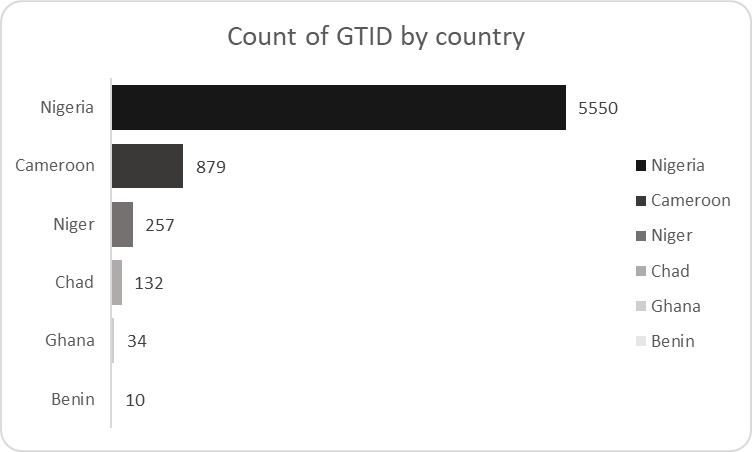 Count of GTID by country
Nigeria 5550
Cameroon 879
Niger 257
Chad 132
Ghana 34
Benin 10
Nigeria
Cameroon
Niger
Chad
Ghana
Benin